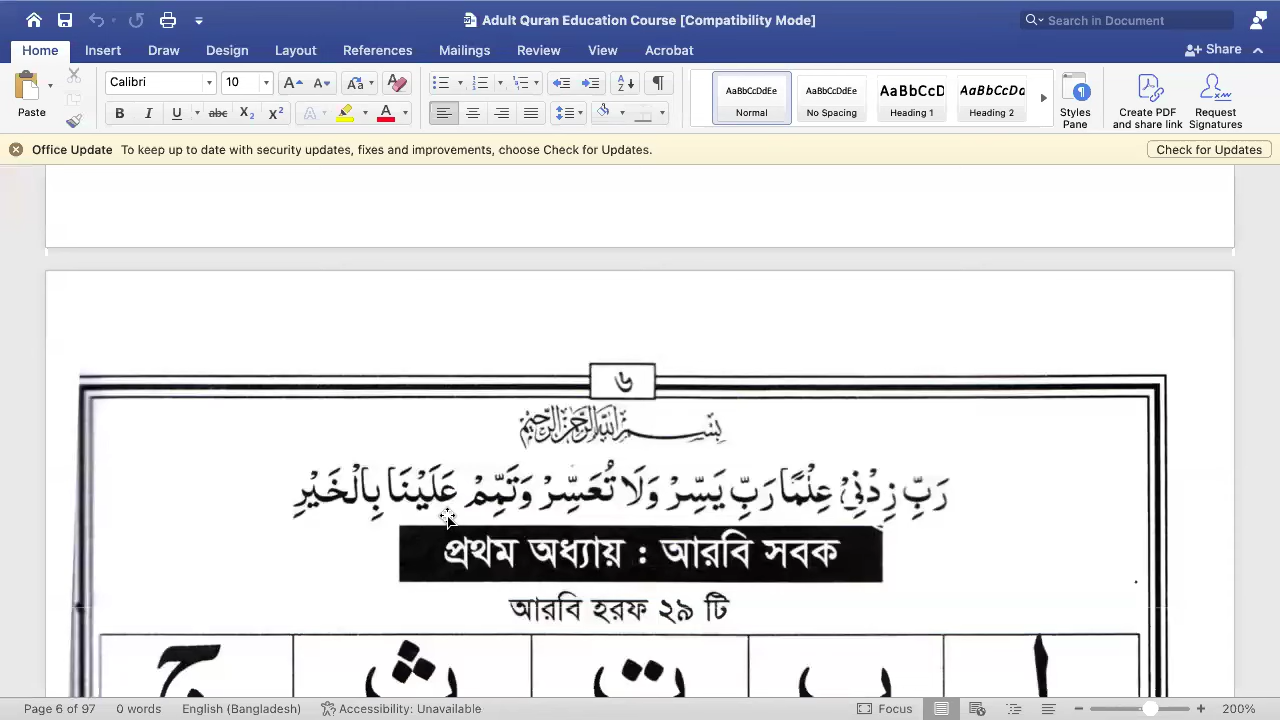 Adult Quran Education Course [Compatibility Mode]
Search in Document
Home Insert Draw Design Layout References Mailings Review View Acrobat
Share
Paste
Calibri 10
AaBbCcDdEe AaBbCcDdEe AaBbCcD AaBbCcDc
Normal No Spacing Heading 1 Heading 2
Styles Pane
Create PDF and share link
Request Signatures
Office Update To keep up to date with security updates, fixes and improvements, choose Check for Updates.
Check for Updates
৬
بِسْمِ اللهِ الرَّحْمٰنِ الرَّحِيْمِ
رَبِّ زِدْنِيْ عِلْمًا رَبِّ يَسِّرْ وَلَا تُعَسِّرْ وَتَمِّمْ عَلَيْنَا بِالْخَيْرِ
প্রথম অধ্যায় : আরবি সবক
আরবি হরফ ২৯ টি
ا ب ت ث ج
Page 6 of 97 0 words English (Bangladesh) Accessibility: Unavailable Focus 200%